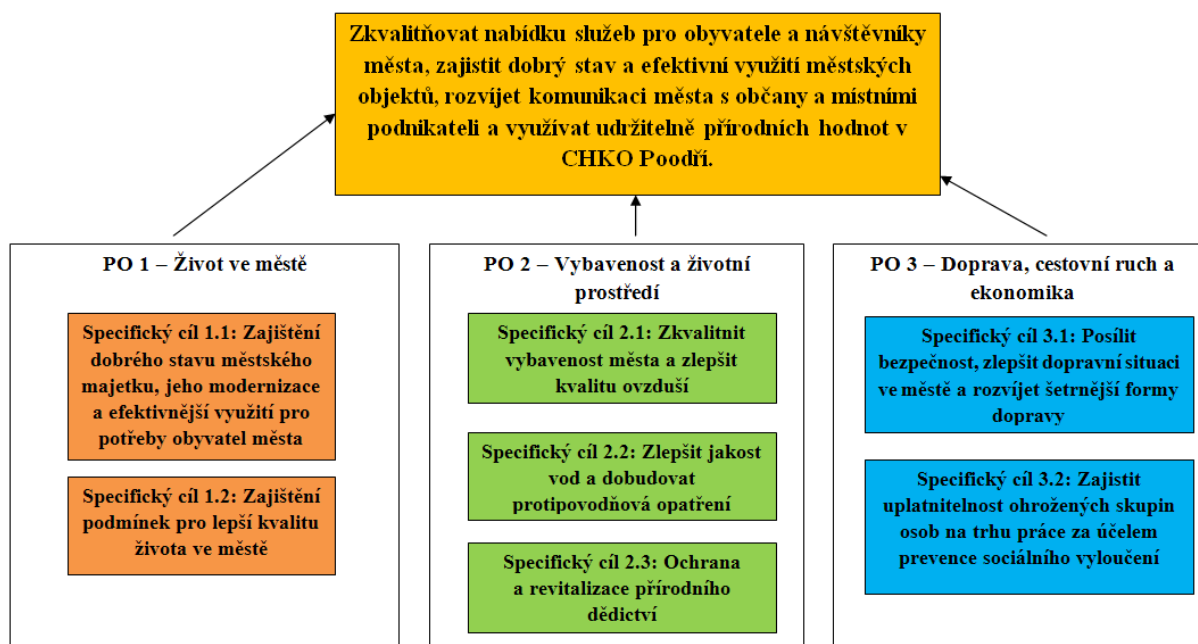 Zkvalitňovat nabídku služeb pro obyvatele a návštěvníky
města, zajistit dobrý stav a efektivní využití městských
objektů, rozvíjet komunikaci města s občany a místními
podnikateli a využívat udržitelně přírodních hodnot v
CHKO Poodří.
PO 1 – Život ve městě
Specifický cíl 1.1: Zajištění
dobrého stavu městského
majetku, jeho modernizace
a efektivnější využití pro
potřeby obyvatel města
Specifický cíl 1.2: Zajištění
podmínek pro lepší kvalitu
života ve městě
PO 2 – Vybavenost a životní
prostředí
Specifický cíl 2.1: Zkvalitnit
vybavenost města a zlepšit
kvalitu ovzduší
Specifický cíl 2.2: Zlepšit jakost
vod a dobudovat
protipovodňová opatření
Specifický cíl 2.3: Ochrana
a revitalizace přírodního
dědictví
PO 3 – Doprava, cestovní ruch a
ekonomika
Specifický cíl 3.1: Posílit
bezpečnost, zlepšit dopravní situaci
ve městě a rozvíjet šetrnější formy
dopravy
Specifický cíl 3.2: Zajistit
uplatnitelnost ohrožených skupin
osob na trhu práce za účelem
prevence sociálního vyloučení